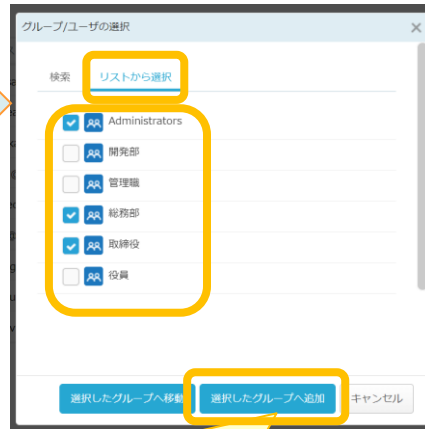 グループ/ユーザの選択
検索 リストから選択
Administrators
開発部
管理職
総務部
取締役
役員
選択したグループへ移動 選択したグループへ追加 キャンセル